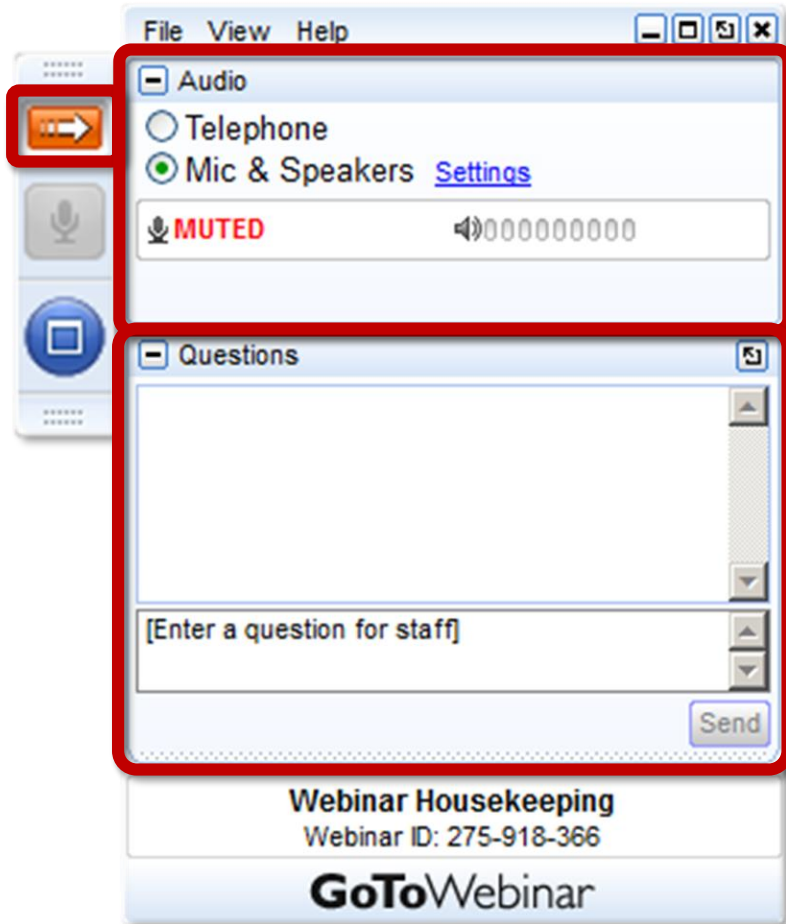 File View Help
Audio
Telephone
Mic & Speakers Settings
MUTED
Questions
[Enter a question for staff]
Send
Webinar Housekeeping
Webinar ID: 275-918-366
GoToWebinar